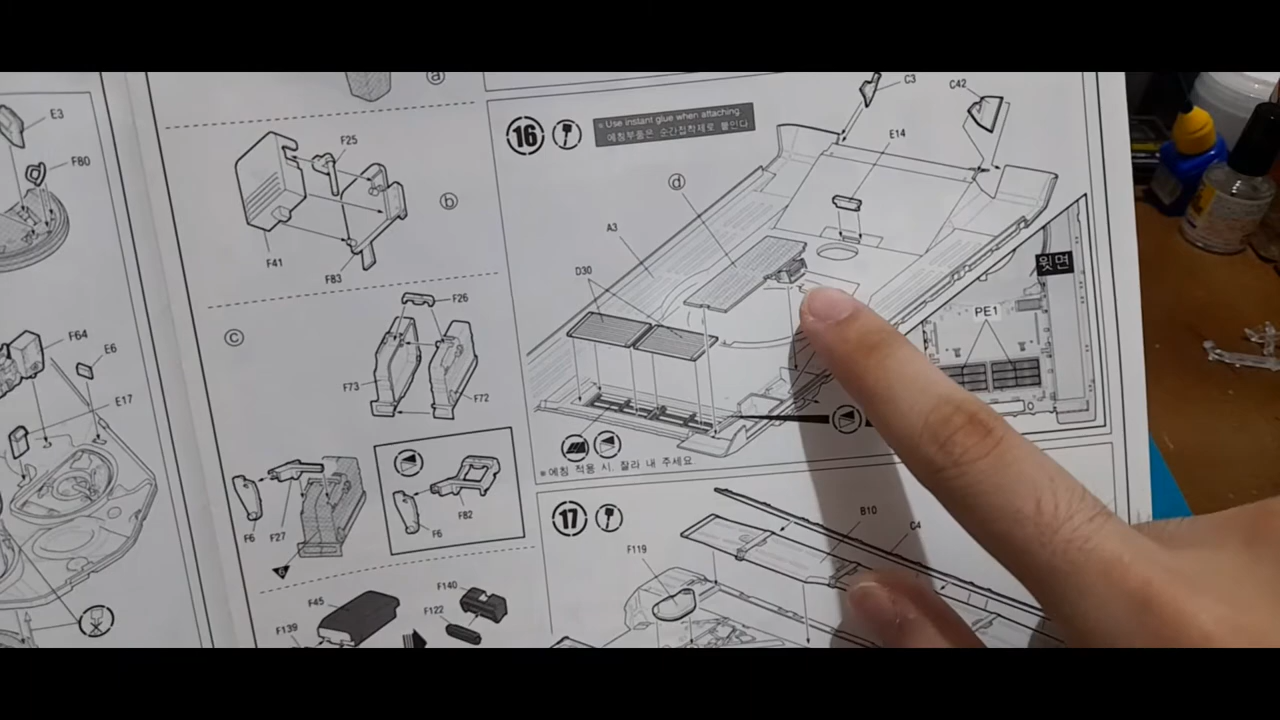 E3
F80
F64
E6
E17
a
F25
b
F41
F83
c
F26
F73
F72
F6
F27
F82
F6
6
F45
F140
F122
F139
16
* Use instant glue when attaching.
에칭부품은 순간접착제로 붙인다.
C3
C42
E14
d
A3
D30
윗면
PE1
※에칭 적용 시. 잘라 내 주세요.
17
B10
C4
F119